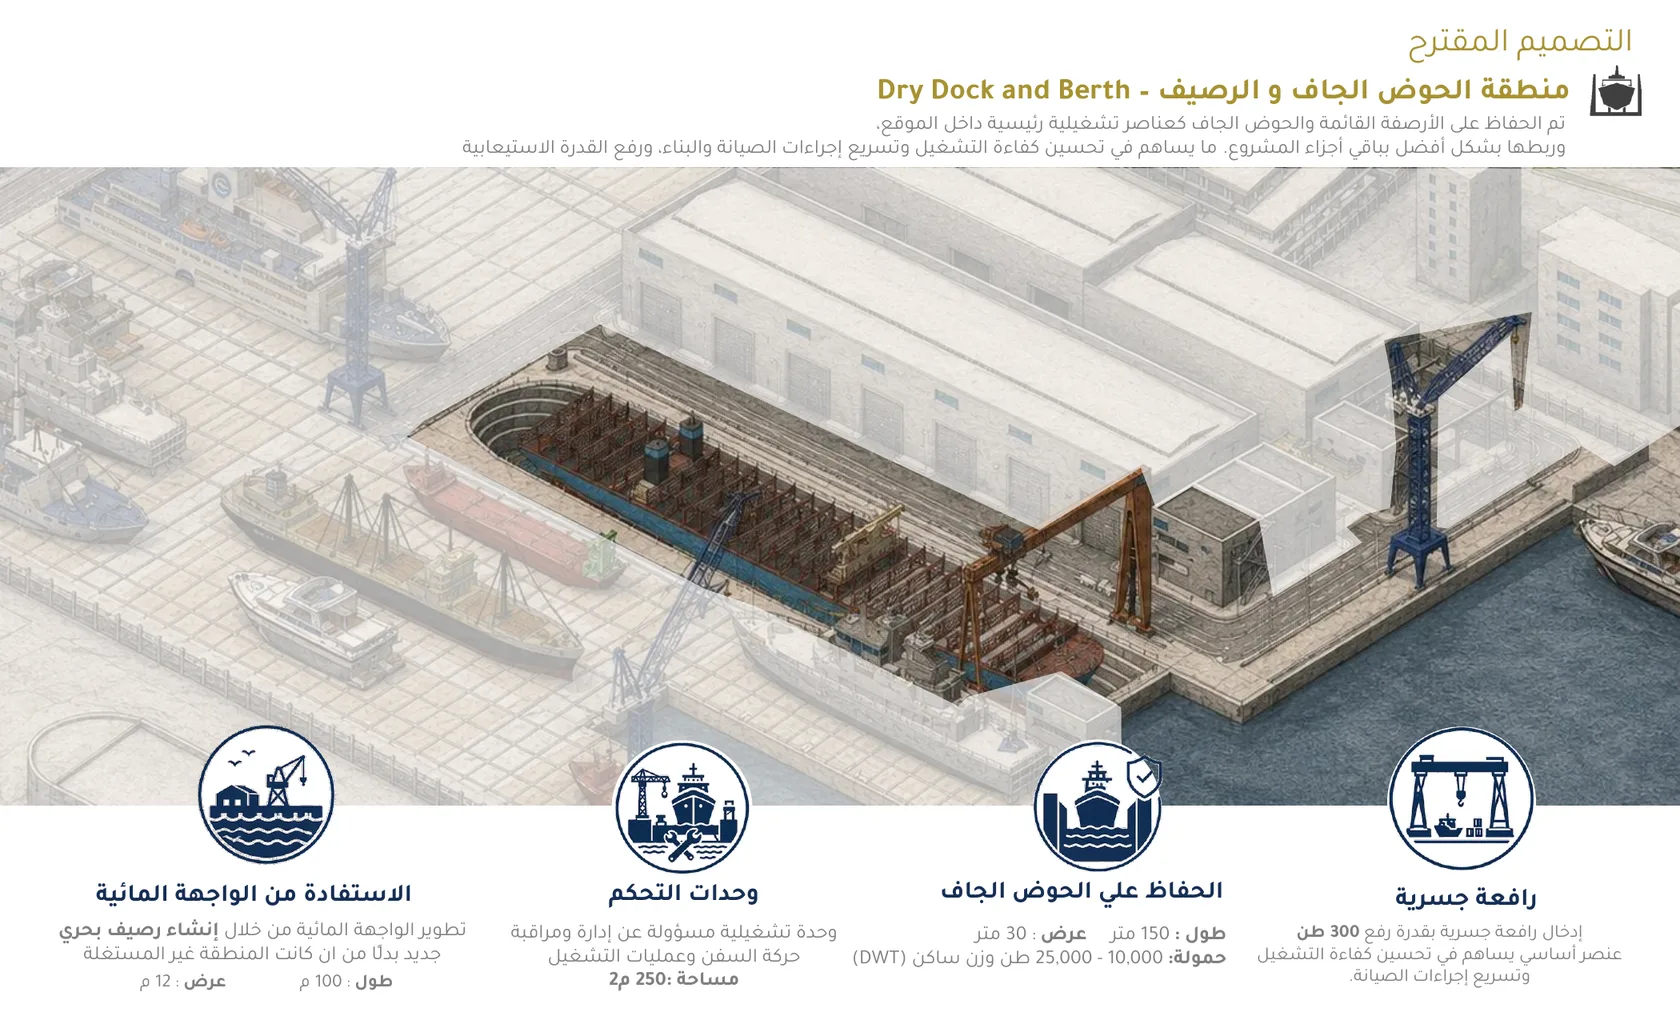 التصميم المقترح
منطقة الحوض الجاف و الرصيف - Dry Dock and Berth
تم الحفاظ على الأرصفة القائمة والحوض الجاف كعناصر تشغيلية رئيسية داخل الموقع،
وربطها بشكل أفضل بباقي أجزاء المشروع. ما يساهم في تحسين كفاءة التشغيل وتسريع إجراءات الصيانة والبناء، ورفع القدرة الاستيعابية
رافعة جسرية
إدخال رافعة جسرية بقدرة رفع 300 طن
عنصر أساسي يساهم في تحسين كفاءة التشغيل
وتسريع إجراءات الصيانة.
الحفاظ علي الحوض الجاف
طول : 150 متر عرض : 30 متر
حمولة: 10,000 - 25,000 طن وزن ساكن (DWT)
وحدات التحكم
وحدة تشغيلية مسؤولة عن إدارة ومراقبة
حركة السفن وعمليات التشغيل
مساحة :250 م2
الاستفادة من الواجهة المائية
تطوير الواجهة المائية من خلال إنشاء رصيف بحري
جديد بدلًا من ان كانت المنطقة غير المستغلة
طول : 100 م عرض : 12 م